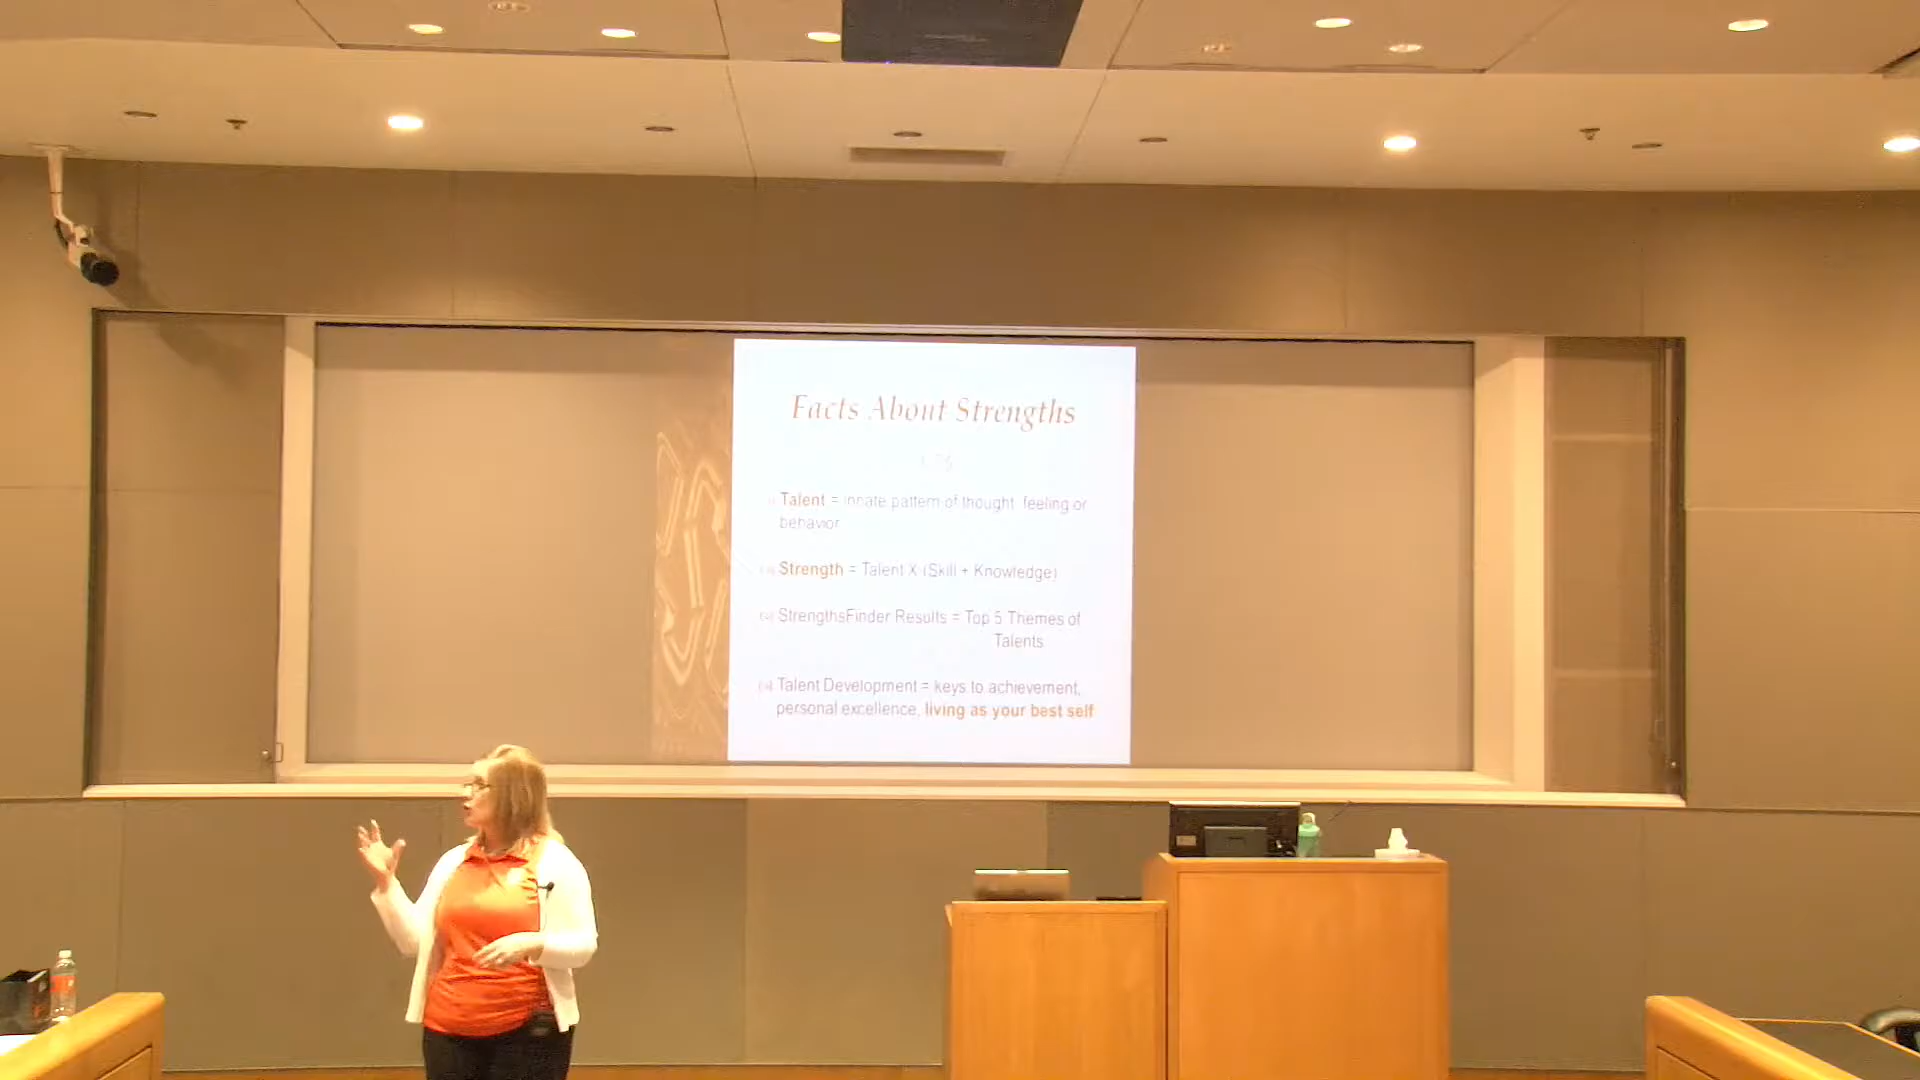 Facts About Strengths
Talent = innate pattern of thought, feeling or
behavior
Strength = Talent X (Skill + Knowledge)
StrengthsFinder Results = Top 5 Themes of
Talents
Talent Development = keys to achievement,
personal excellence, living as your best self